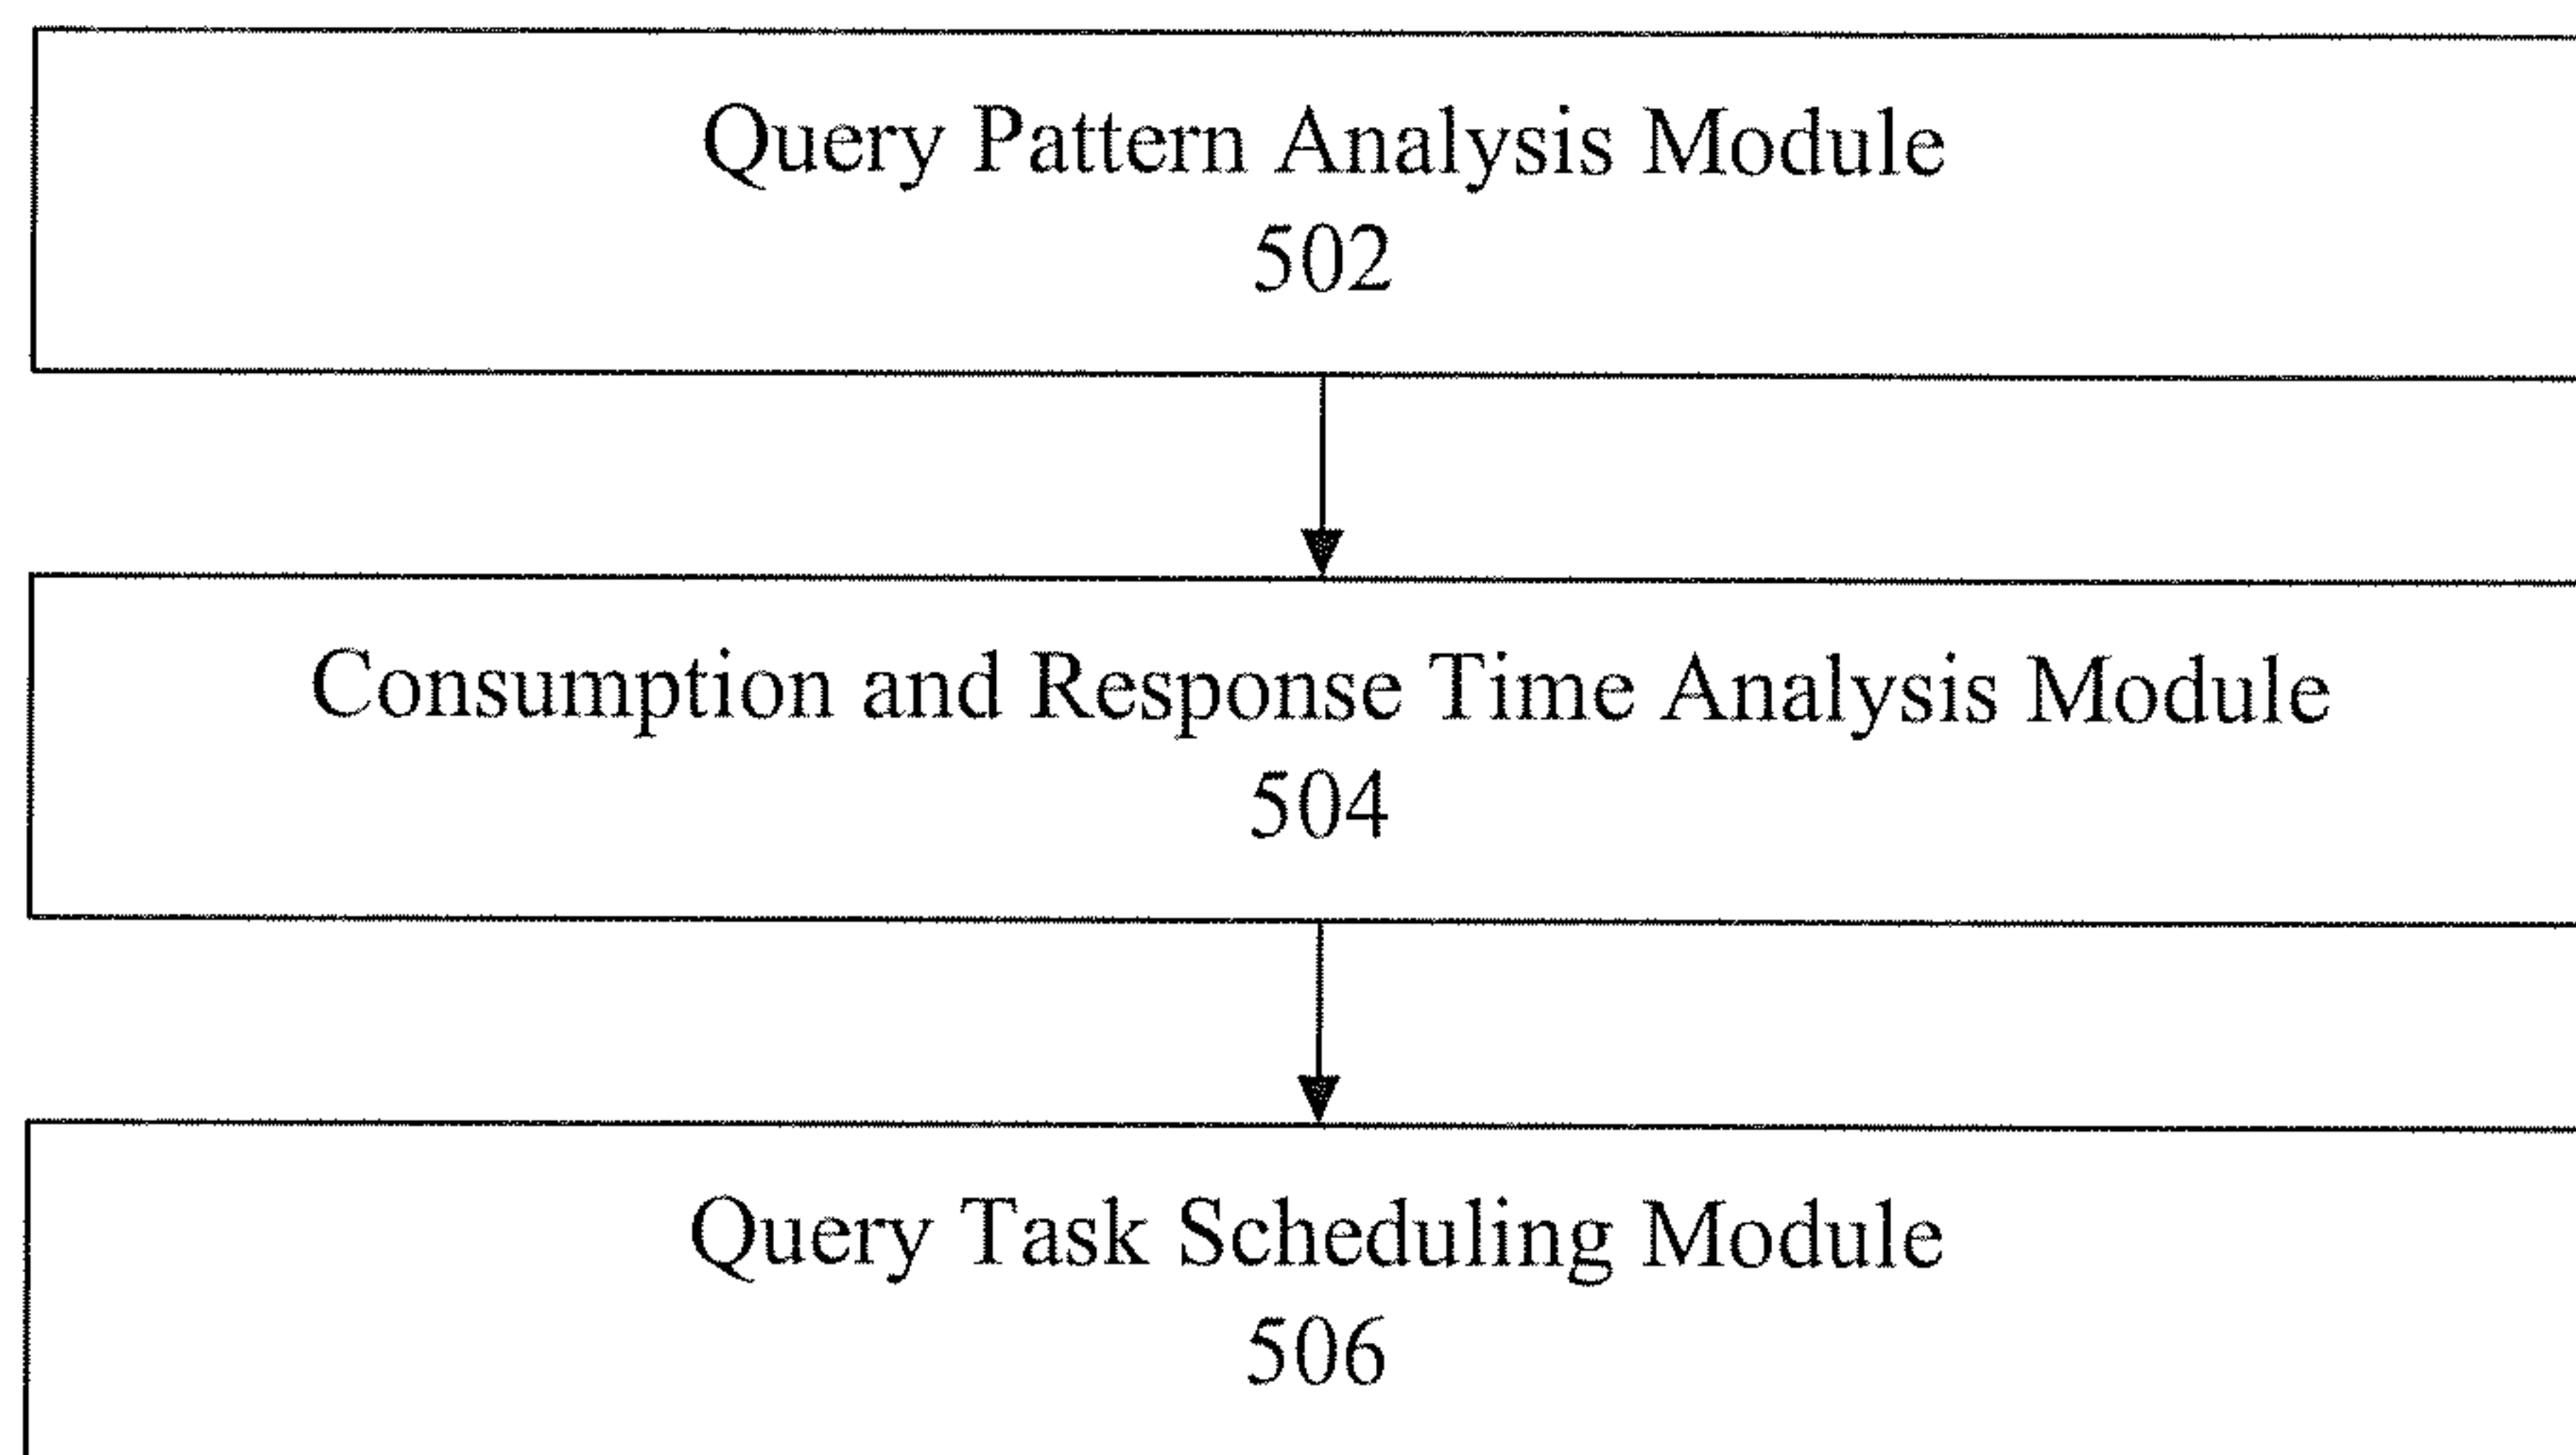 Query Pattern Analysis Module
502
Consumption and Response Time Analysis Module
504
Query Task Scheduling Module
506